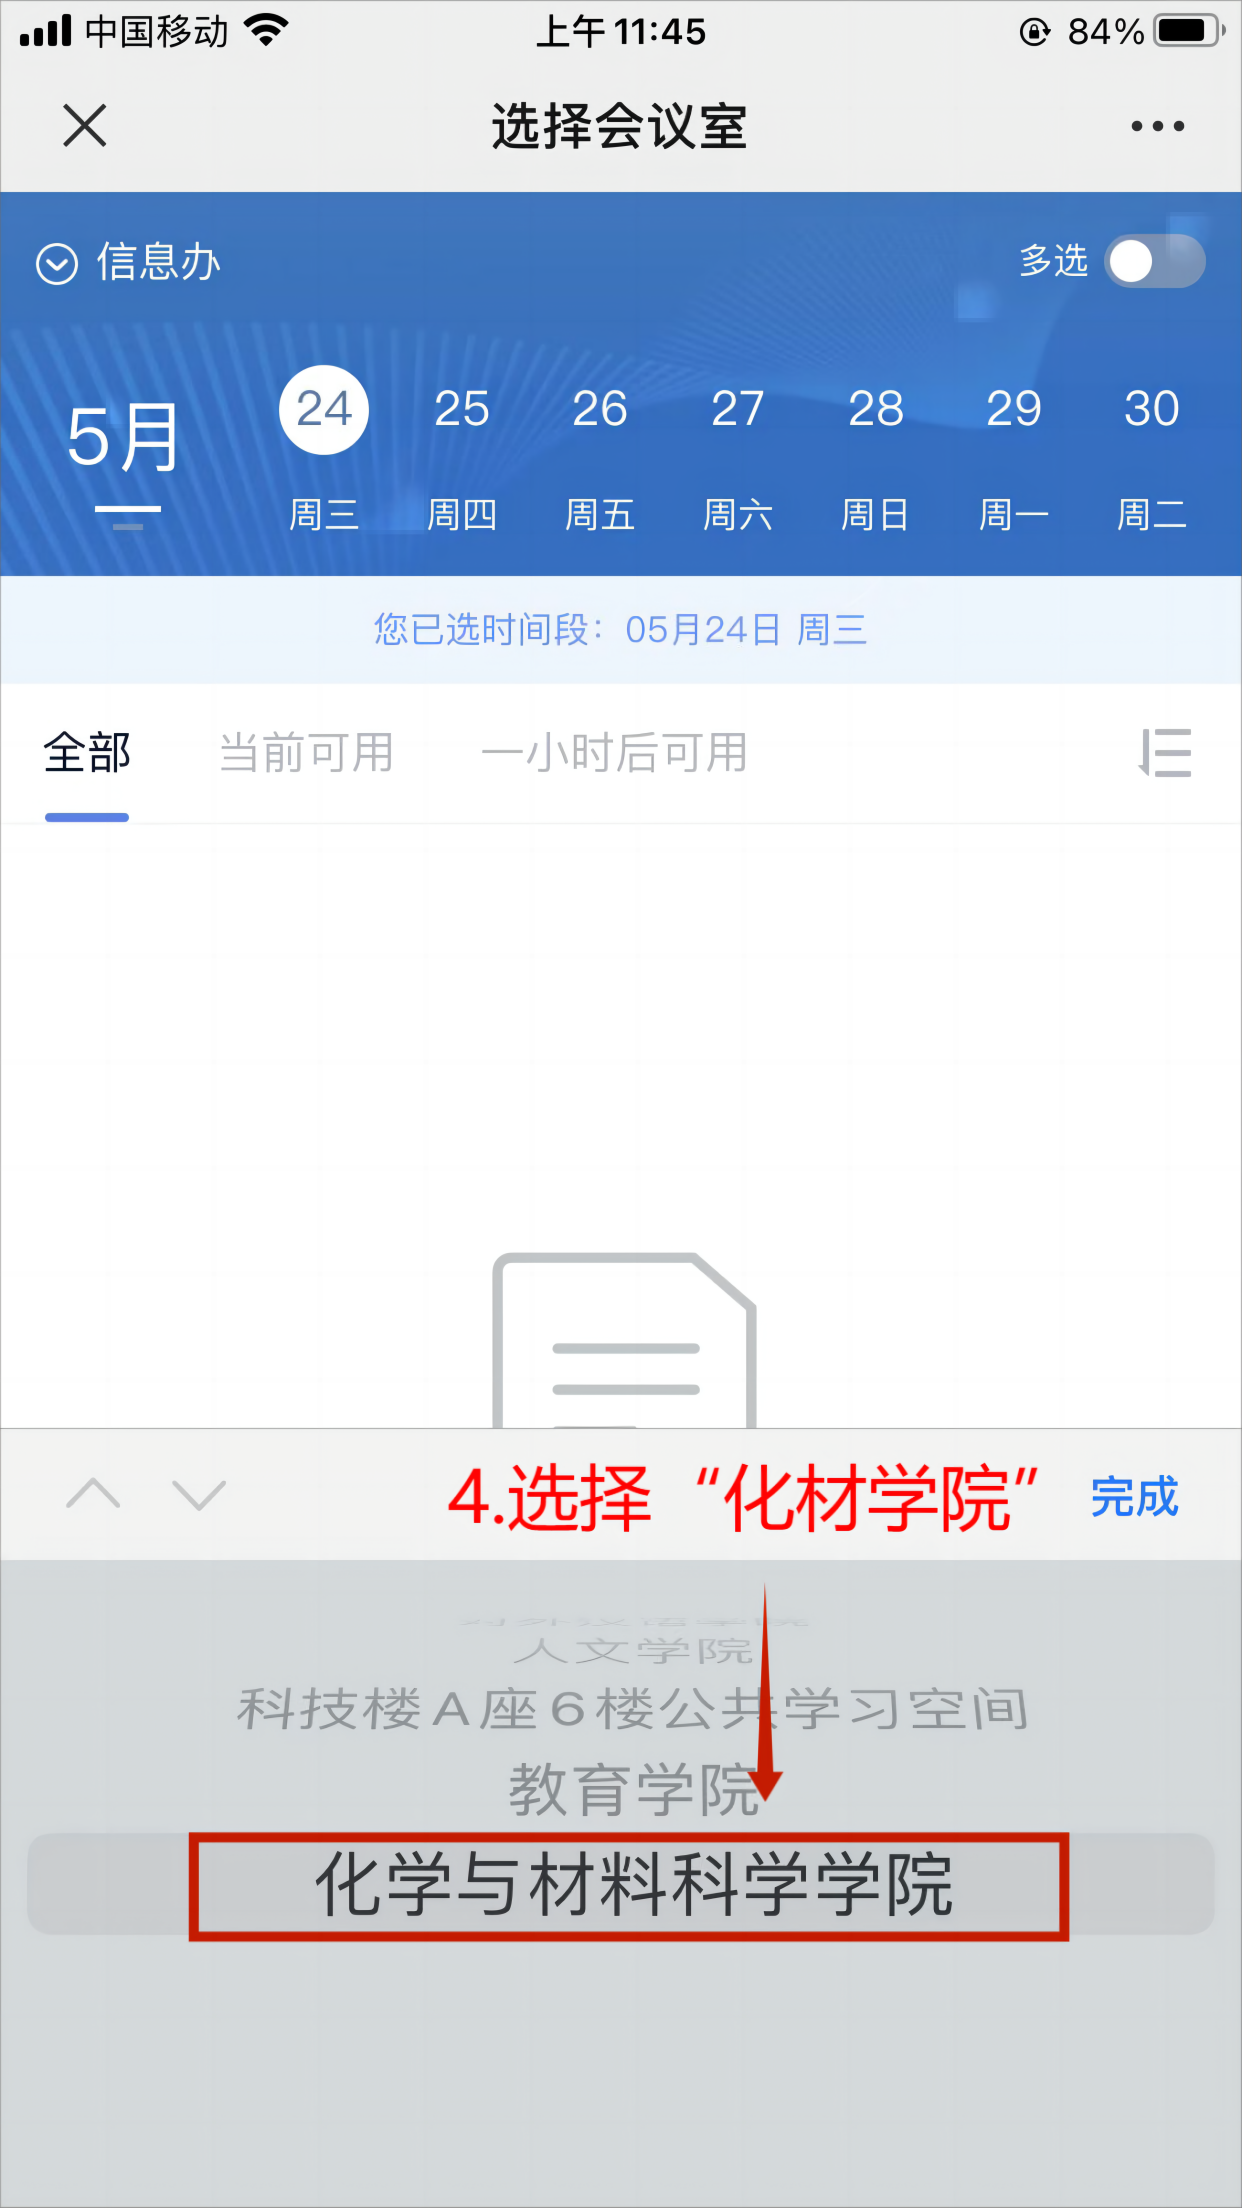 中国移动 上午 11:45 84%
选择会议室
信息办 多选
5月 24 25 26 27 28 29 30
周三 周四 周五 周六 周日 周一 周二
您已选时间段：05月24日 周三
全部 当前可用 一小时后可用
4.选择“化材学院” 完成
人文学院
科技楼A座6楼公共学习空间
教育学院
化学与材料科学学院